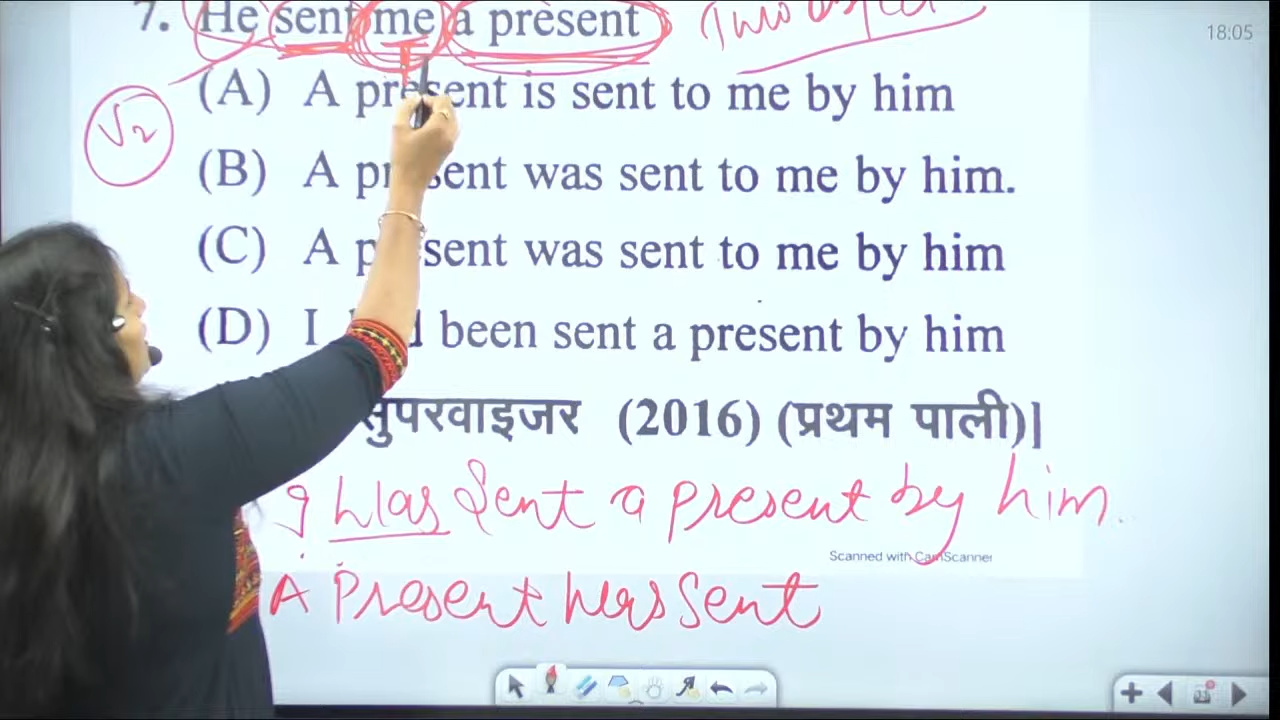 7. He sent me a present Two object
18:05
(A) A present is sent to me by him
V2
(B) A present was sent to me by him.
(C) A present was sent to me by him
(D) I had been sent a present by him
सुपरवाइजर (2016) (प्रथम पाली)]
I was sent a present by him.
Scanned with CamScanner
A Present was sent